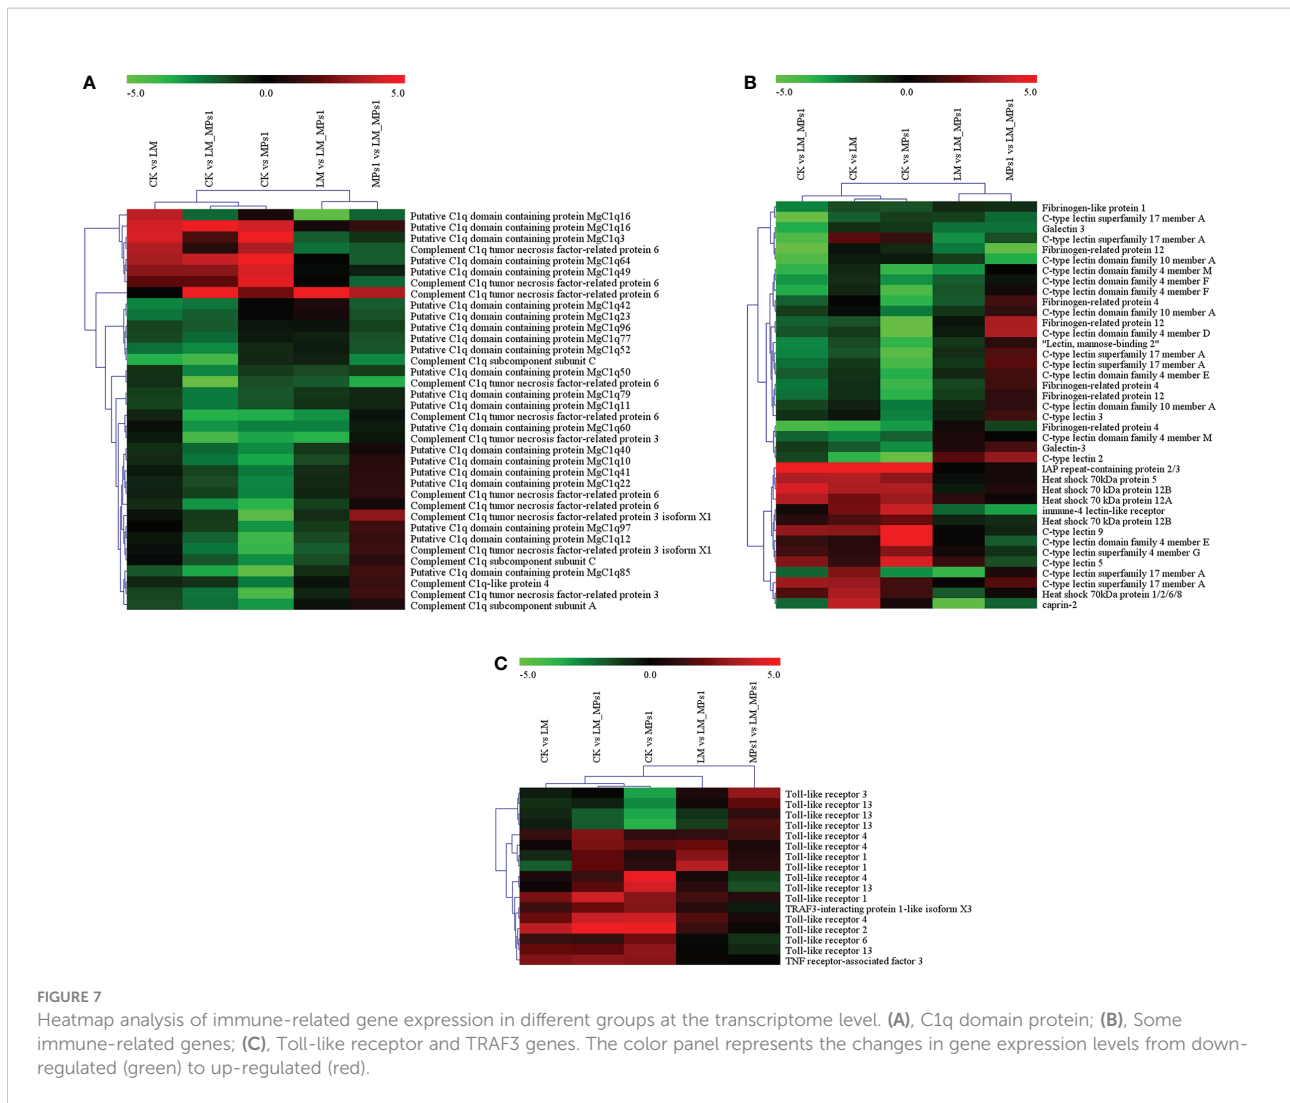 A
-5.0
0.0
5.0
CK vs LM
CK vs LM_MPs1
CK vs MPs1
LM vs LM_MPs1
MPs1 vs LM_MPs1
Putative C1q domain containing protein MgC1q16
Putative C1q domain containing protein MgC1q16
Putative C1q domain containing protein MgC1q3
Complement C1q tumor necrosis factor-related protein 6
Putative C1q domain containing protein MgC1q64
Putative C1q domain containing protein MgC1q49
Complement C1q tumor necrosis factor-related protein 6
Complement C1q tumor necrosis factor-related protein 6
Putative C1q domain containing protein MgC1q42
Putative C1q domain containing protein MgC1q23
Putative C1q domain containing protein MgC1q96
Putative C1q domain containing protein MgC1q77
Putative C1q domain containing protein MgC1q52
Complement C1q subcomponent subunit C
Putative C1q domain containing protein MgC1q50
Complement C1q tumor necrosis factor-related protein 6
Putative C1q domain containing protein MgC1q79
Putative C1q domain containing protein MgC1q11
Complement C1q tumor necrosis factor-related protein 6
Putative C1q domain containing protein MgC1q60
Complement C1q tumor necrosis factor-related protein 3
Putative C1q domain containing protein MgC1q40
Putative C1q domain containing protein MgC1q10
Putative C1q domain containing protein MgC1q41
Putative C1q domain containing protein MgC1q22
Complement C1q tumor necrosis factor-related protein 6
Complement C1q tumor necrosis factor-related protein 6
Complement C1q tumor necrosis factor-related protein 3 isoform X1
Putative C1q domain containing protein MgC1q97
Putative C1q domain containing protein MgC1q12
Complement C1q tumor necrosis factor-related protein 3 isoform X1
Complement C1q subcomponent subunit C
Putative C1q domain containing protein MgC1q85
Complement C1q-like protein 4
Complement C1q tumor necrosis factor-related protein 3
Complement C1q subcomponent subunit A
B
-5.0
0.0
5.0
CK vs LM_MPs1
CK vs LM
CK vs MPs1
LM vs LM_MPs1
MPs1 vs LM_MPs1
Fibrinogen-like protein 1
C-type lectin superfamily 17 member A
Galectin 3
C-type lectin superfamily 17 member A
Fibrinogen-related protein 12
C-type lectin domain family 10 member A
C-type lectin domain family 4 member M
C-type lectin domain family 4 member F
C-type lectin domain family 4 member F
Fibrinogen-related protein 4
C-type lectin domain family 10 member A
Fibrinogen-related protein 12
C-type lectin domain family 4 member D
"Lectin, mannose-binding 2"
C-type lectin superfamily 17 member A
C-type lectin superfamily 17 member A
C-type lectin domain family 4 member E
Fibrinogen-related protein 4
Fibrinogen-related protein 12
C-type lectin domain family 10 member A
C-type lectin 3
Fibrinogen-related protein 4
C-type lectin domain family 4 member M
Galectin-3
C-type lectin 2
IAP repeat-containing protein 2/3
Heat shock 70kDa protein 5
Heat shock 70 kDa protein 12B
Heat shock 70 kDa protein 12A
immune-4 lectin-like receptor
Heat shock 70 kDa protein 12B
C-type lectin 9
C-type lectin domain family 4 member E
C-type lectin superfamily 4 member G
C-type lectin 5
C-type lectin superfamily 17 member A
C-type lectin superfamily 17 member A
Heat shock 70kDa protein 1/2/6/8
caprin-2
C
-5.0
0.0
5.0
CK vs LM
CK vs LM_MPs1
CK vs MPs1
LM vs LM_MPs1
MPs1 vs LM_MPs1
Toll-like receptor 3
Toll-like receptor 13
Toll-like receptor 13
Toll-like receptor 13
Toll-like receptor 4
Toll-like receptor 4
Toll-like receptor 1
Toll-like receptor 1
Toll-like receptor 4
Toll-like receptor 13
Toll-like receptor 1
TRAF3-interacting protein 1-like isoform X3
Toll-like receptor 4
Toll-like receptor 2
Toll-like receptor 6
Toll-like receptor 13
TNF receptor-associated factor 3
FIGURE 7
Heatmap analysis of immune-related gene expression in different groups at the transcriptome level. (A), C1q domain protein; (B), Some
immune-related genes; (C), Toll-like receptor and TRAF3 genes. The color panel represents the changes in gene expression levels from down-
regulated (green) to up-regulated (red).